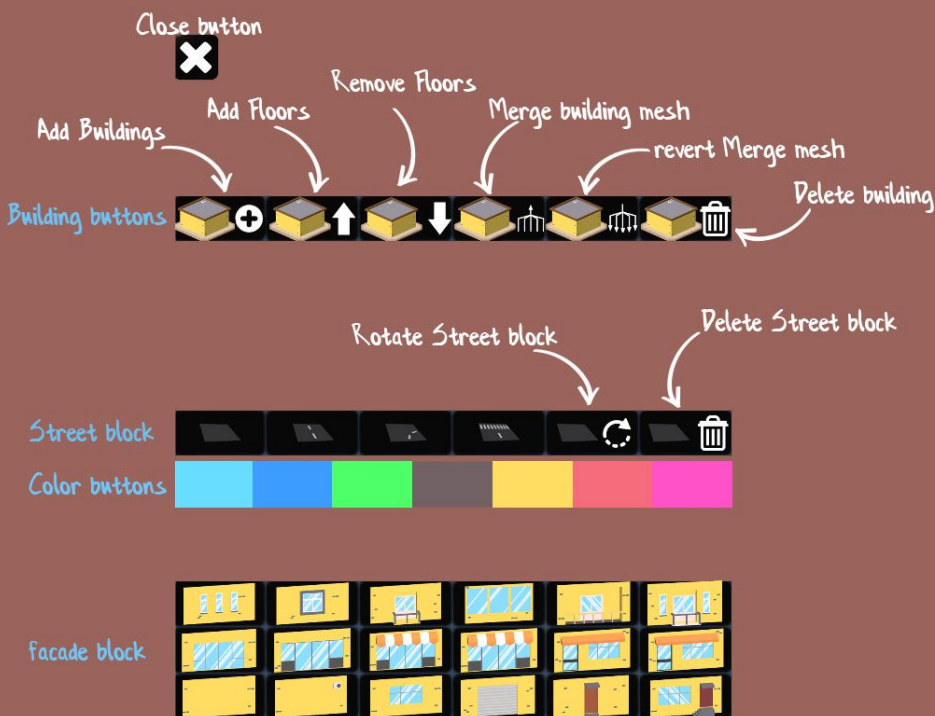 Close button
Remove Floors
Add Floors
Merge building mesh
Add Buildings
revert Merge mesh
Delete building
Building buttons
Delete Street block
Rotate Street block
Street block
Color buttons
facade block